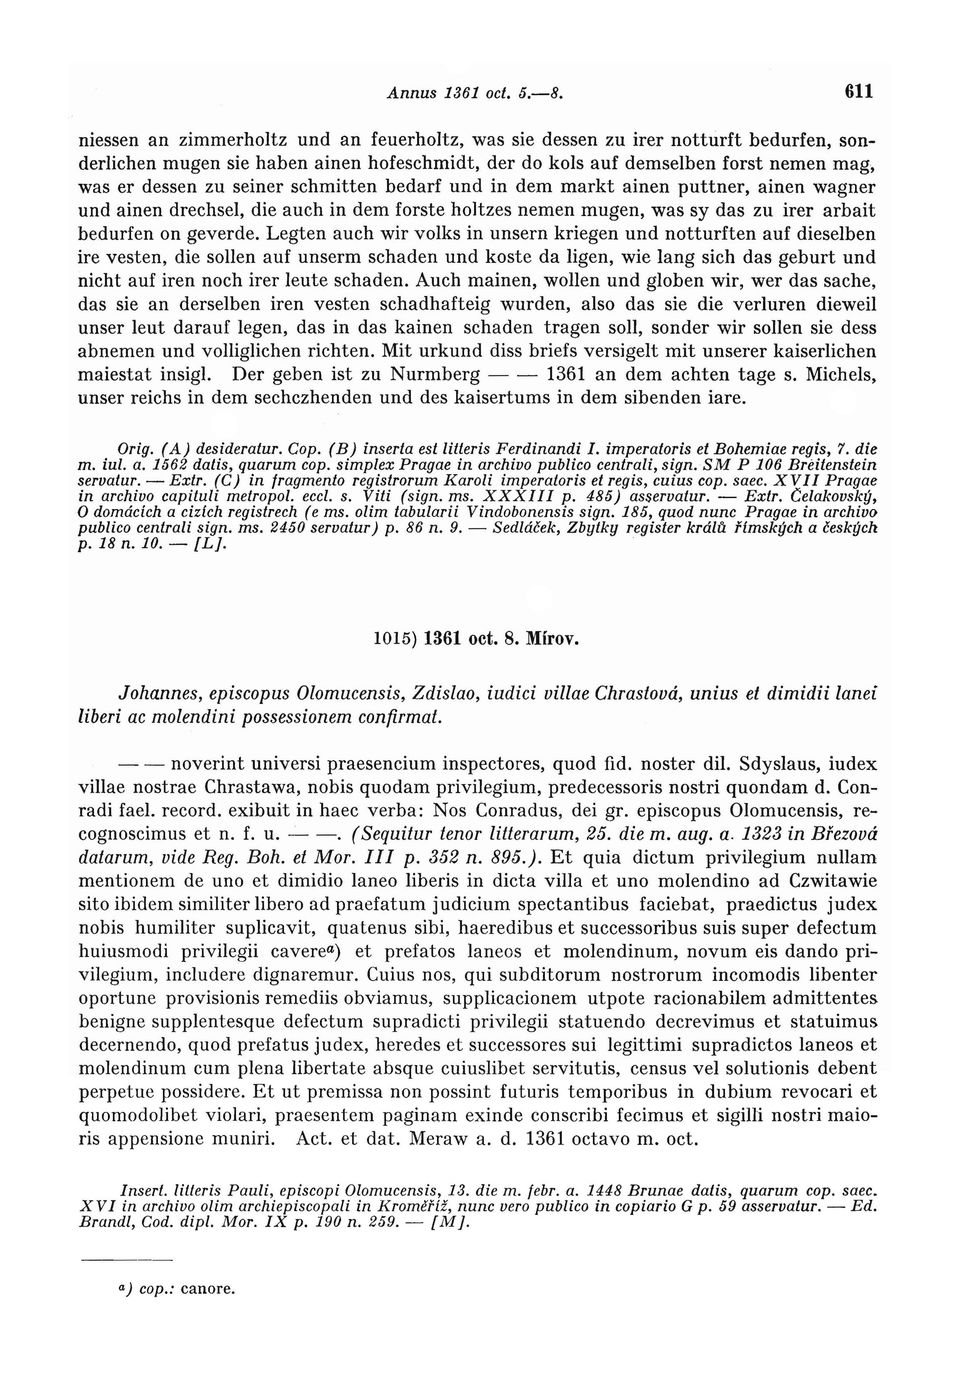 Annus 1361 oct. 5.—8. 611
niessen an zimmerholtz und an feuerholtz, was sie dessen zu irer notturft bedurfen, son-
derlichen mugen sie haben ainen hofeschmidt, der do kols auf demselben forst nemen mag,
was er dessen zu seiner schmitten bedarf und in dem markt ainen puttner, ainen wagner
und ainen drechsel, die auch in dem forste holtzes nemen mugen, was sy das zu irer arbait
bedurfen on geverde. Legten auch wir volks in unsern kriegen und notturften auf dieselben
ire vesten, die sollen auf unserm schaden und koste da ligen, wie lang sich das geburt und
nicht auf iren noch irer leute schaden. Auch mainen, wollen und globen wir, wer das sache,
das sie an derselben iren vesten schadhafteig wurden, also das sie die verluren dieweil
unser leut darauf legen, das in das kainen schaden tragen soll, sonder wir sollen sie dess
abnemen und volliglichen richten. Mit urkund diss briefs versigelt mit unserer kaiserlichen
maiestat insigl. Der geben ist zu Nurmberg — — 1361 an dem achten tage s. Michels,
unser reichs in dem sechczhenden und des kaisertums in dem sibenden iare.
Orig. (A) desideratur. Cop. (B) inserta est litteris Ferdinandi I. imperatoris et Bohemiae regis, 7. die
m. iul. a. 1562 datis, quarum cop. simplex Pragae in archivo publico centrali, sign. SM P 106 Breitenstein
servatur. — Extr. (C) in fragmento registrorum Karoli imperatoris et regis, cuius cop. saec. XVII Pragae
in archivo capituli metropol. eccl. s. Viti (sign. ms. XXXIII p. 485) asservatur. — Extr. Čelakovský,
O domácích a cizích registrech (e ms. olim tabularii Vindobonensis sign. 185, quod nunc Pragae in archivo
publico centrali sign. ms. 2450 servatur) p. 86 n. 9. — Sedláček, Zbytky register králů římských a českých
p. 18 n. 10. — [L].
1015) 1361 oct. 8. Mírov.
Johannes, episcopus Olomucensis, Zdislao, iudici villae Chrastová, unius et dimidii lanei
liberi ac molendini possessionem confirmat.
— — noverint universi praesencium inspectores, quod fid. noster dil. Sdyslaus, iudex
villae nostrae Chrastawa, nobis quodam privilegium, predecessoris nostri quondam d. Con-
radi fael. record. exibuit in haec verba: Nos Conradus, dei gr. episcopus Olomucensis, re-
cognoscimus et n. f. u. — —. (Sequitur tenor litterarum, 25. die m. aug. a. 1323 in Březová
datarum, vide Reg. Boh. et Mor. III p. 352 n. 895.). Et quia dictum privilegium nullam
mentionem de uno et dimidio laneo liberis in dicta villa et uno molendino ad Czwitawie
sito ibidem similiter libero ad praefatum judicium spectantibus faciebat, praedictus judex
nobis humiliter suplicavit, quatenus sibi, haeredibus et successoribus suis super defectum
huiusmodi privilegii cavereᵃ) et prefatos laneos et molendinum, novum eis dando pri-
vilegium, includere dignaremur. Cuius nos, qui subditorum nostrorum incomodis libenter
oportune provisionis remediis obviamus, supplicacionem utpote racionabilem admittentes
benigne supplentesque defectum supradicti privilegii statuendo decrevimus et statuimus
decernendo, quod prefatus judex, heredes et successores sui legittimi supradictos laneos et
molendinum cum plena libertate absque cuiuslibet servitutis, census vel solutionis debent
perpetue possidere. Et ut premissa non possint futuris temporibus in dubium revocari et
quomodolibet violari, praesentem paginam exinde conscribi fecimus et sigilli nostri maio-
ris appensione muniri. Act. et dat. Meraw a. d. 1361 octavo m. oct.
Insert. litteris Pauli, episcopi Olomucensis, 13. die m. febr. a. 1448 Brunae datis, quarum cop. saec.
XVI in archivo olim archiepiscopali in Kroměříž, nunc vero publico in copiario G p. 59 asservatur. — Ed.
Brandl, Cod. dipl. Mor. IX p. 190 n. 259. — [M].
ᵃ) cop.: canore.